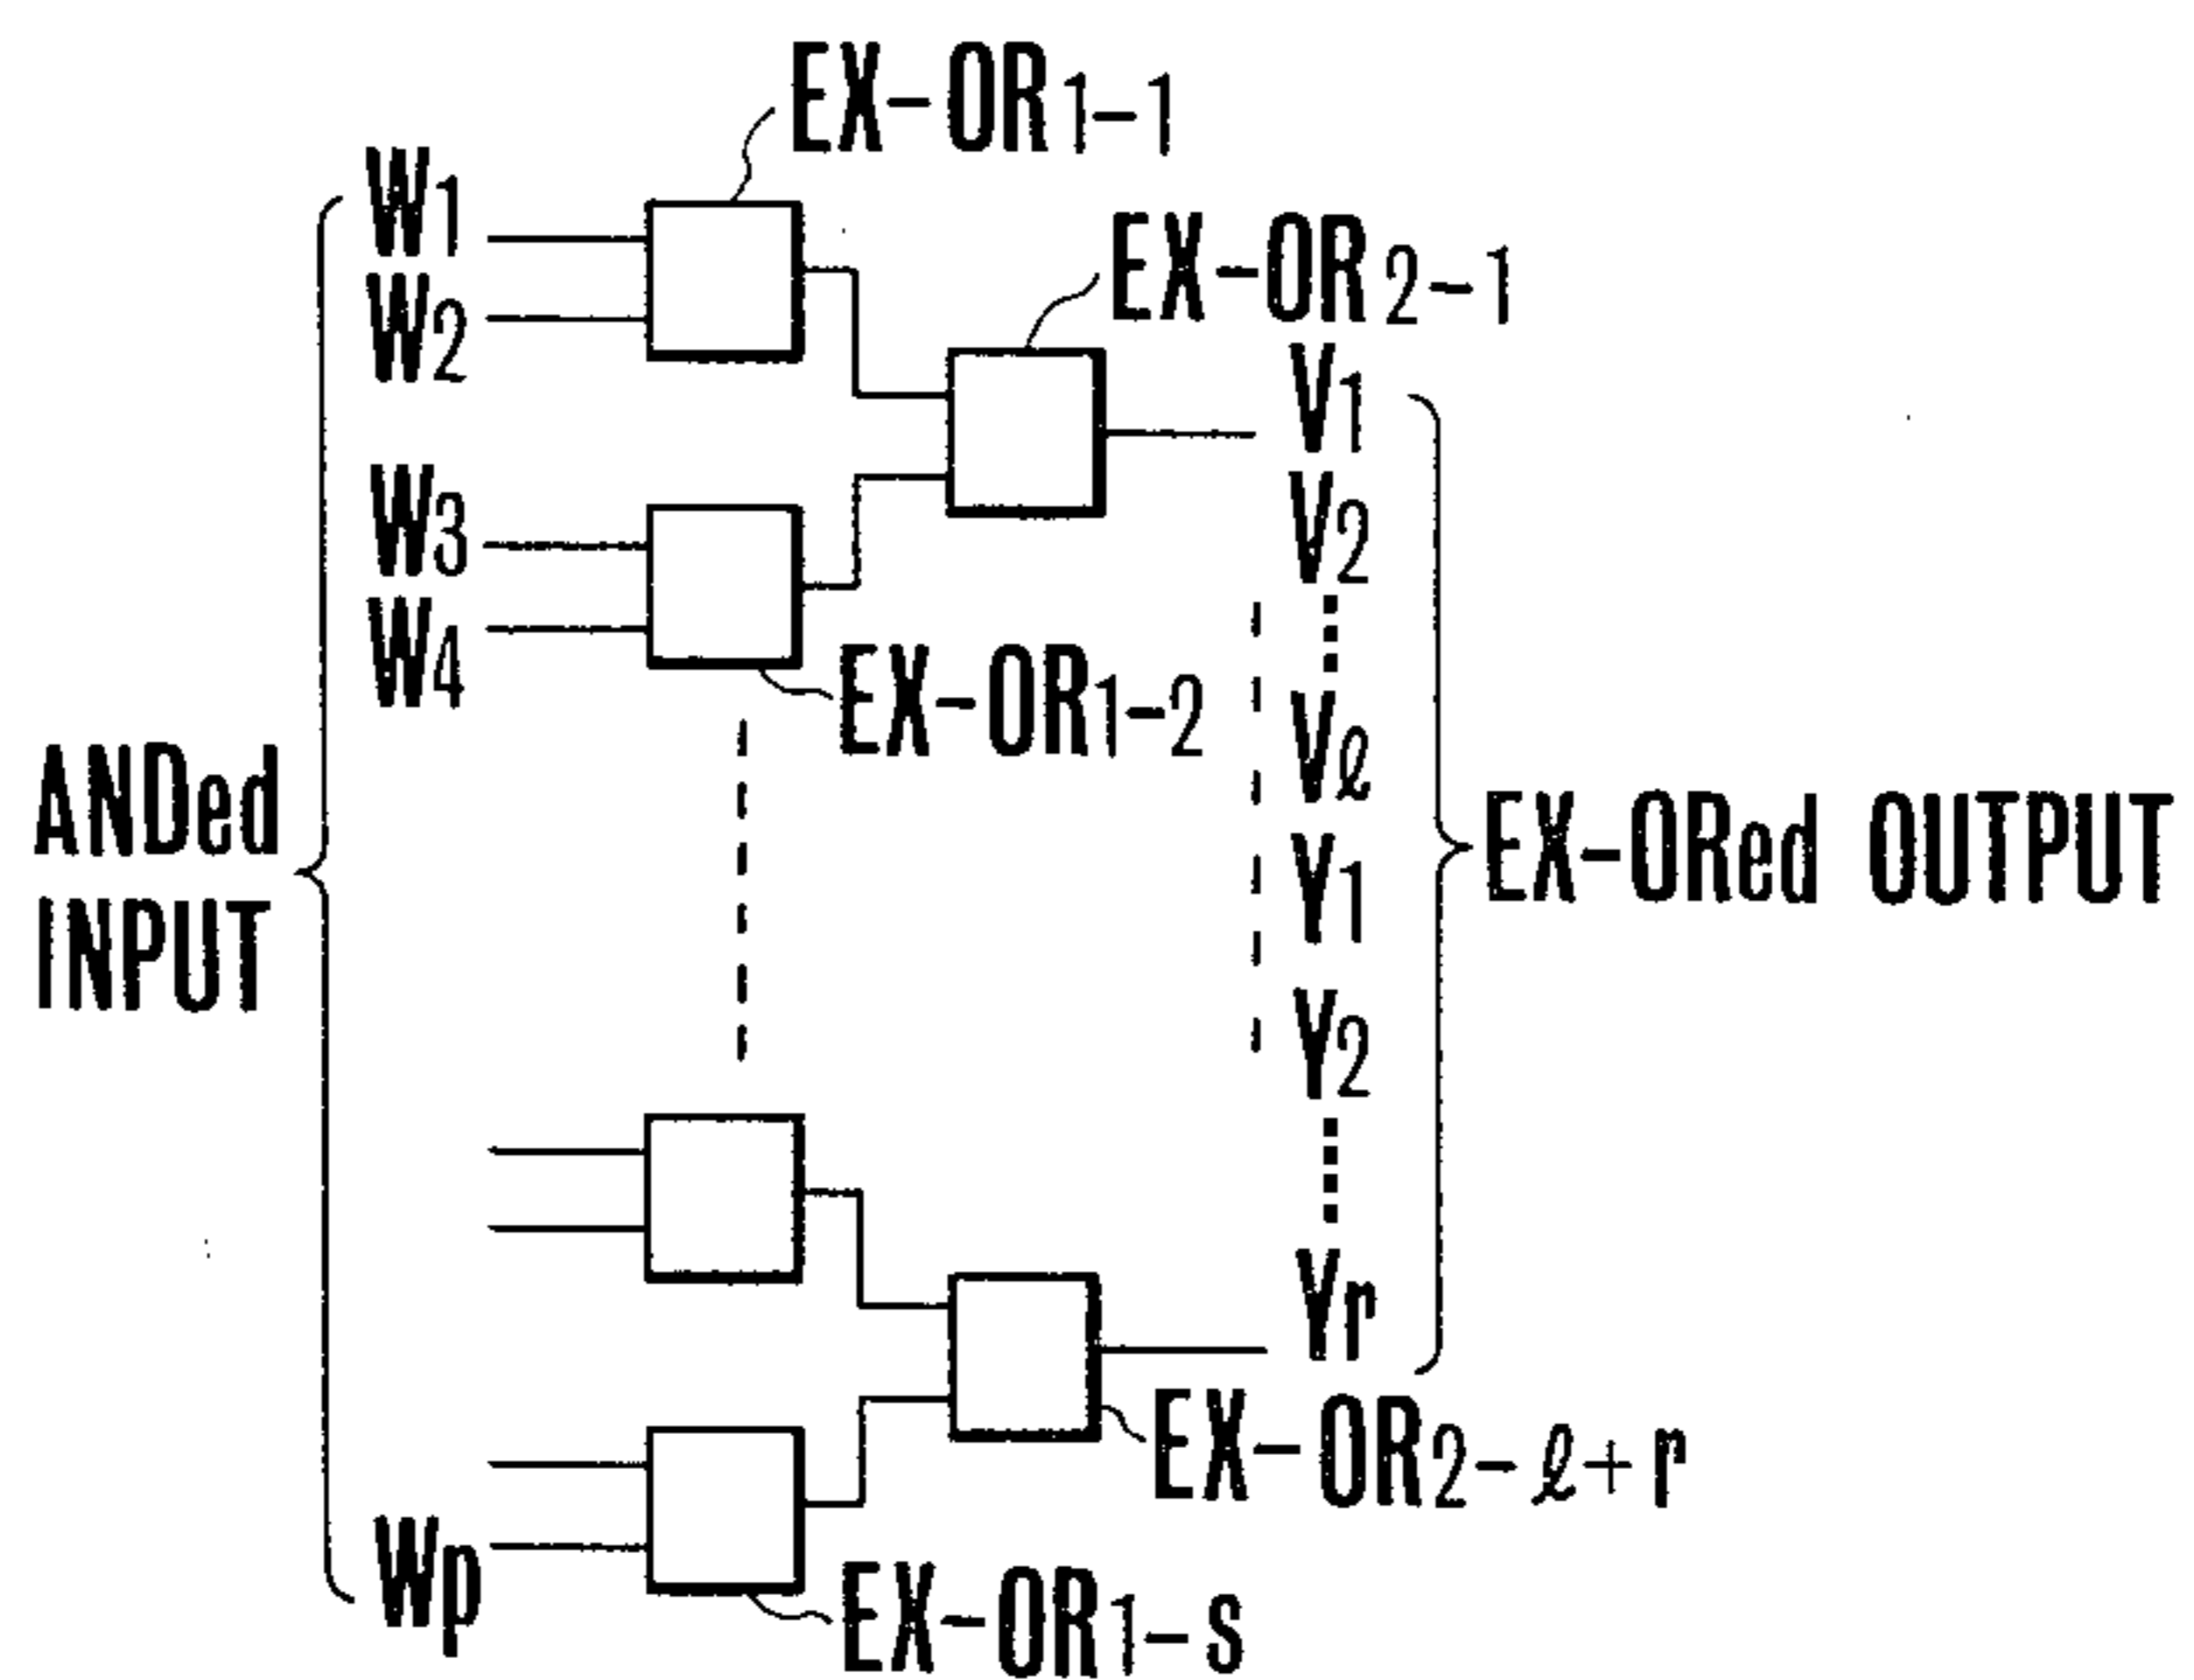 EX-OR1-1
W1
EX-OR2-1
W2
V1
W3
V2
W4
EX-OR1-2
Vℓ
ANDed
INPUT
Y1
EX-ORed OUTPUT
Y2
Yr
EX-OR2-ℓ+r
Wp
EX-OR1-s